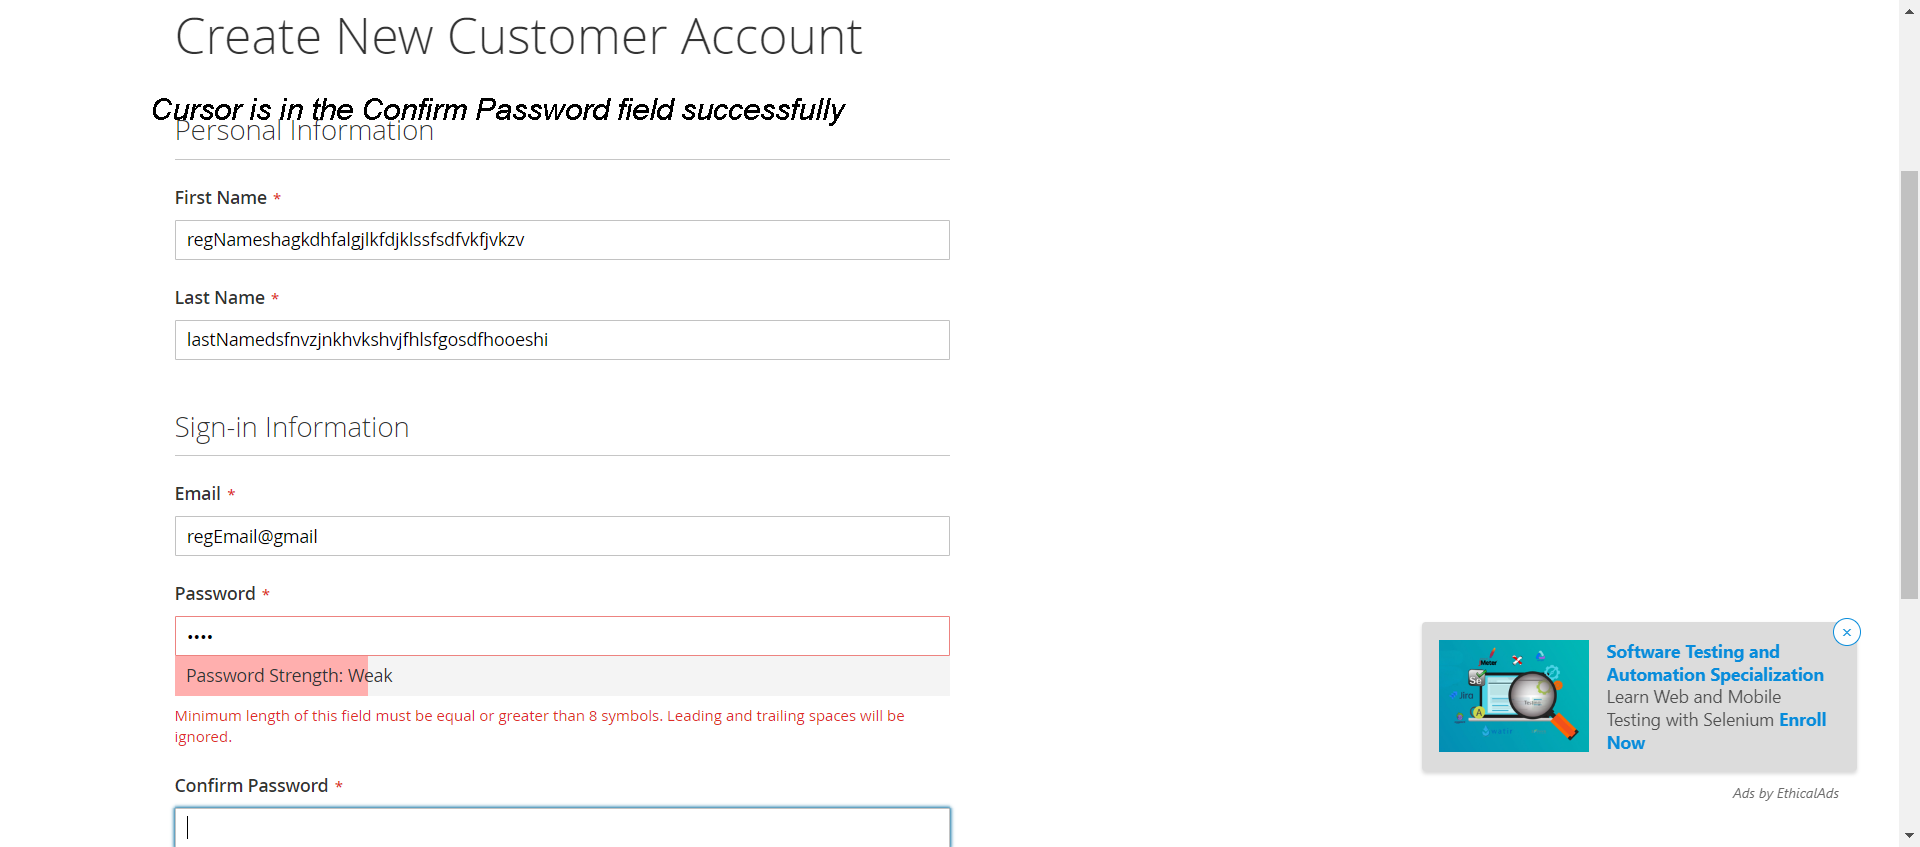 Create New Customer Account
Cursor is in the Confirm Password field successfully
Personal Information
First Name *
regNameshagkdhfalgjlkfdjklssfsdfvkfjvkzv
Last Name *
lastNamedsfnvzjnkhvkshvjfhlsfgosdfhooeshi
Sign-in Information
Email *
regEmail@gmail
Password *
••••
Password Strength: Weak
Minimum length of this field must be equal or greater than 8 symbols. Leading and trailing spaces will be
ignored.
Confirm Password *
Software Testing and
Automation Specialization
Learn Web and Mobile
Testing with Selenium Enroll
Now
Meter
Se
Jira
A
Ads by EthicalAds